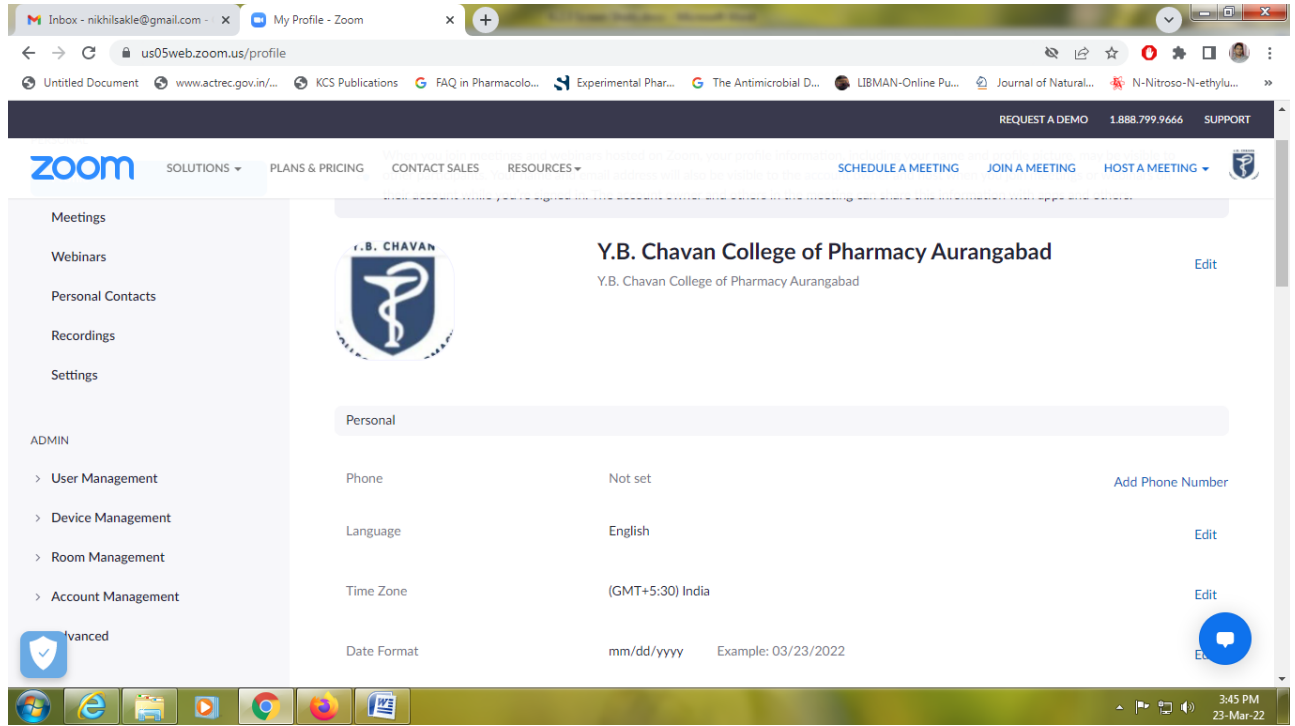 Inbox - nikhilsakle@gmail.com -
My Profile - Zoom
us05web.zoom.us/profile
Untitled Document
www.actrec.gov.in/...
KCS Publications
FAQ in Pharmacolo...
Experimental Phar...
The Antimicrobial D...
LIBMAN-Online Pu...
Journal of Natural...
N-Nitroso-N-ethylu...
»
REQUEST A DEMO 1.888.799.9666 SUPPORT
zoom
SOLUTIONS
PLANS & PRICING
CONTACT SALES
RESOURCES
SCHEDULE A MEETING
JOIN A MEETING
HOST A MEETING
Meetings
Webinars
Personal Contacts
Recordings
Settings
ADMIN
User Management
Device Management
Room Management
Account Management
Y.B. CHAVAN
Y.B. Chavan College of Pharmacy Aurangabad
Edit
Y.B. Chavan College of Pharmacy Aurangabad
Personal
Phone Not set Add Phone Number
Language English Edit
Time Zone (GMT+5:30) India Edit
Date Format mm/dd/yyyy Example: 03/23/2022
3:45 PM
23-Mar-22